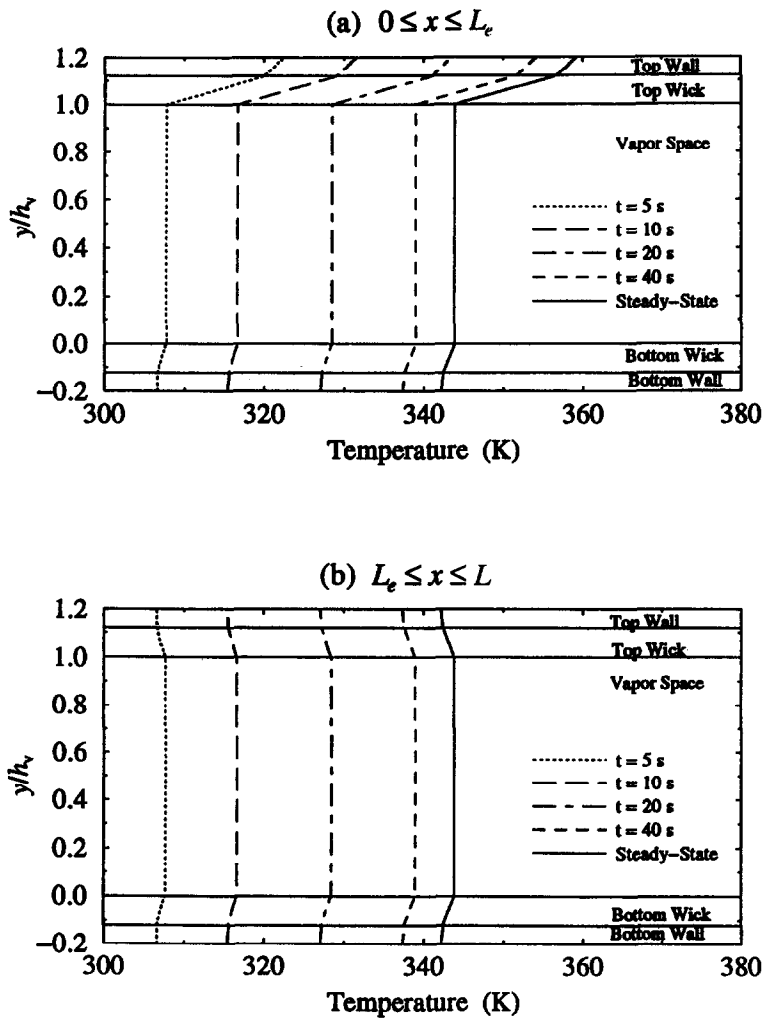 (a) 0 ≤ x ≤ Lₑ
1.2
Top Wall
Top Wick
1.0
Vapor Space
0.8
0.6
t = 5 s
y/hᵥ
t = 10 s
0.4
t = 20 s
t = 40 s
0.2
Steady–State
0.0
Bottom Wick
Bottom Wall
−0.2
300 320 340 360 380
Temperature (K)
(b) Lₑ ≤ x ≤ L
1.2
Top Wall
Top Wick
1.0
Vapor Space
0.8
0.6
t = 5 s
y/hᵥ
t = 10 s
0.4
t = 20 s
t = 40 s
0.2
Steady–State
0.0
Bottom Wick
Bottom Wall
−0.2
300 320 340 360 380
Temperature (K)